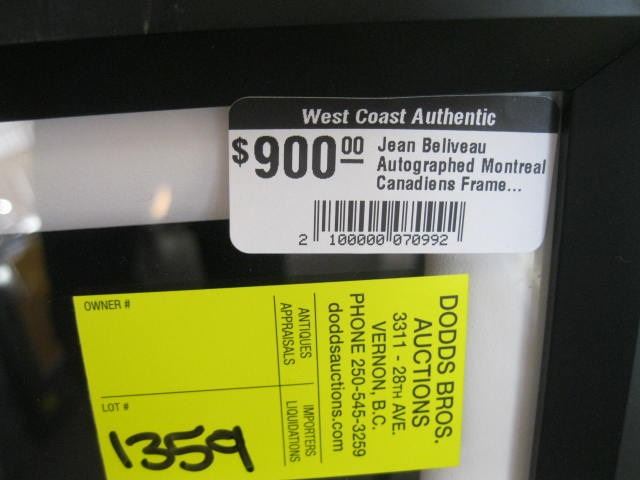 West Coast Authentic
$900.00
Jean Beliveau
Autographed Montreal
Canadiens Frame...
2 100000 070992
OWNER #
LOT #
1359
ANTIQUES
APPRAISALS
IMPORTERS
LIQUIDATIONS
DODDS BROS.
AUCTIONS
3311 - 28TH AVE.
VERNON, B.C.
PHONE 250-545-3259
doddsauctions.com